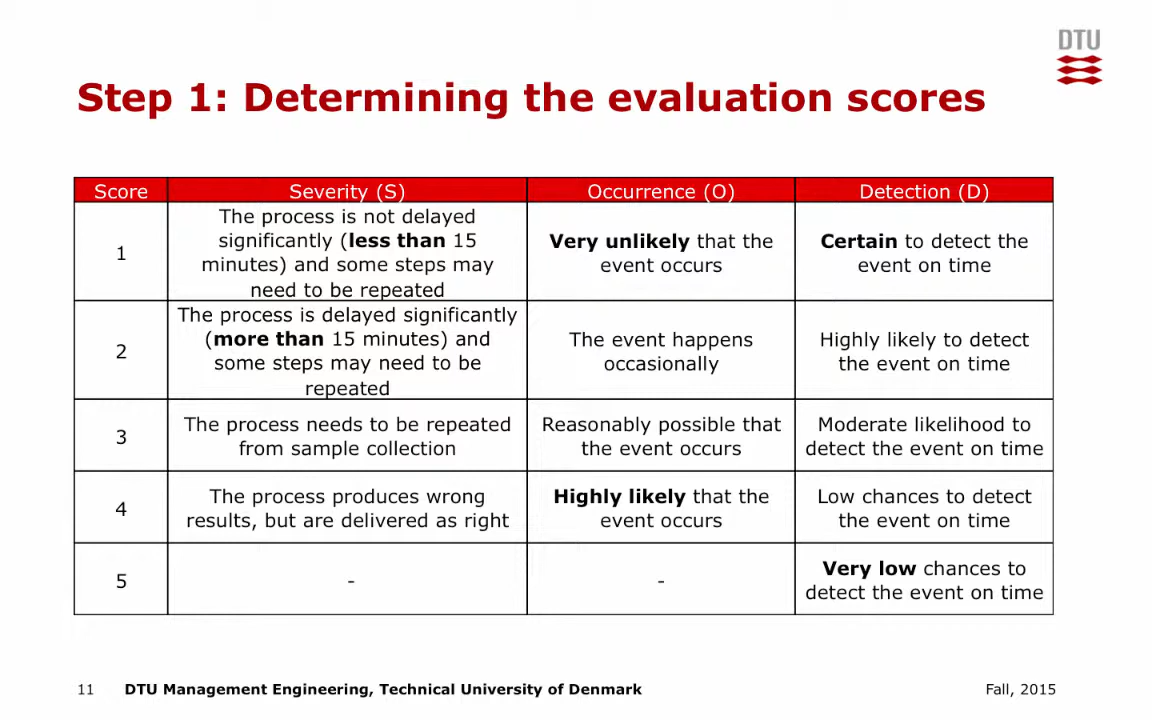 DTU
Step 1: Determining the evaluation scores
Score
Severity (S)
Occurrence (O)
Detection (D)
1
The process is not delayed
significantly (less than 15
minutes) and some steps may
need to be repeated
Very unlikely that the
event occurs
Certain to detect the
event on time
2
The process is delayed significantly
(more than 15 minutes) and
some steps may need to be
repeated
The event happens
occasionally
Highly likely to detect
the event on time
3
The process needs to be repeated
from sample collection
Reasonably possible that
the event occurs
Moderate likelihood to
detect the event on time
4
The process produces wrong
results, but are delivered as right
Highly likely that the
event occurs
Low chances to detect
the event on time
5
-
-
Very low chances to
detect the event on time
11 DTU Management Engineering, Technical University of Denmark
Fall, 2015